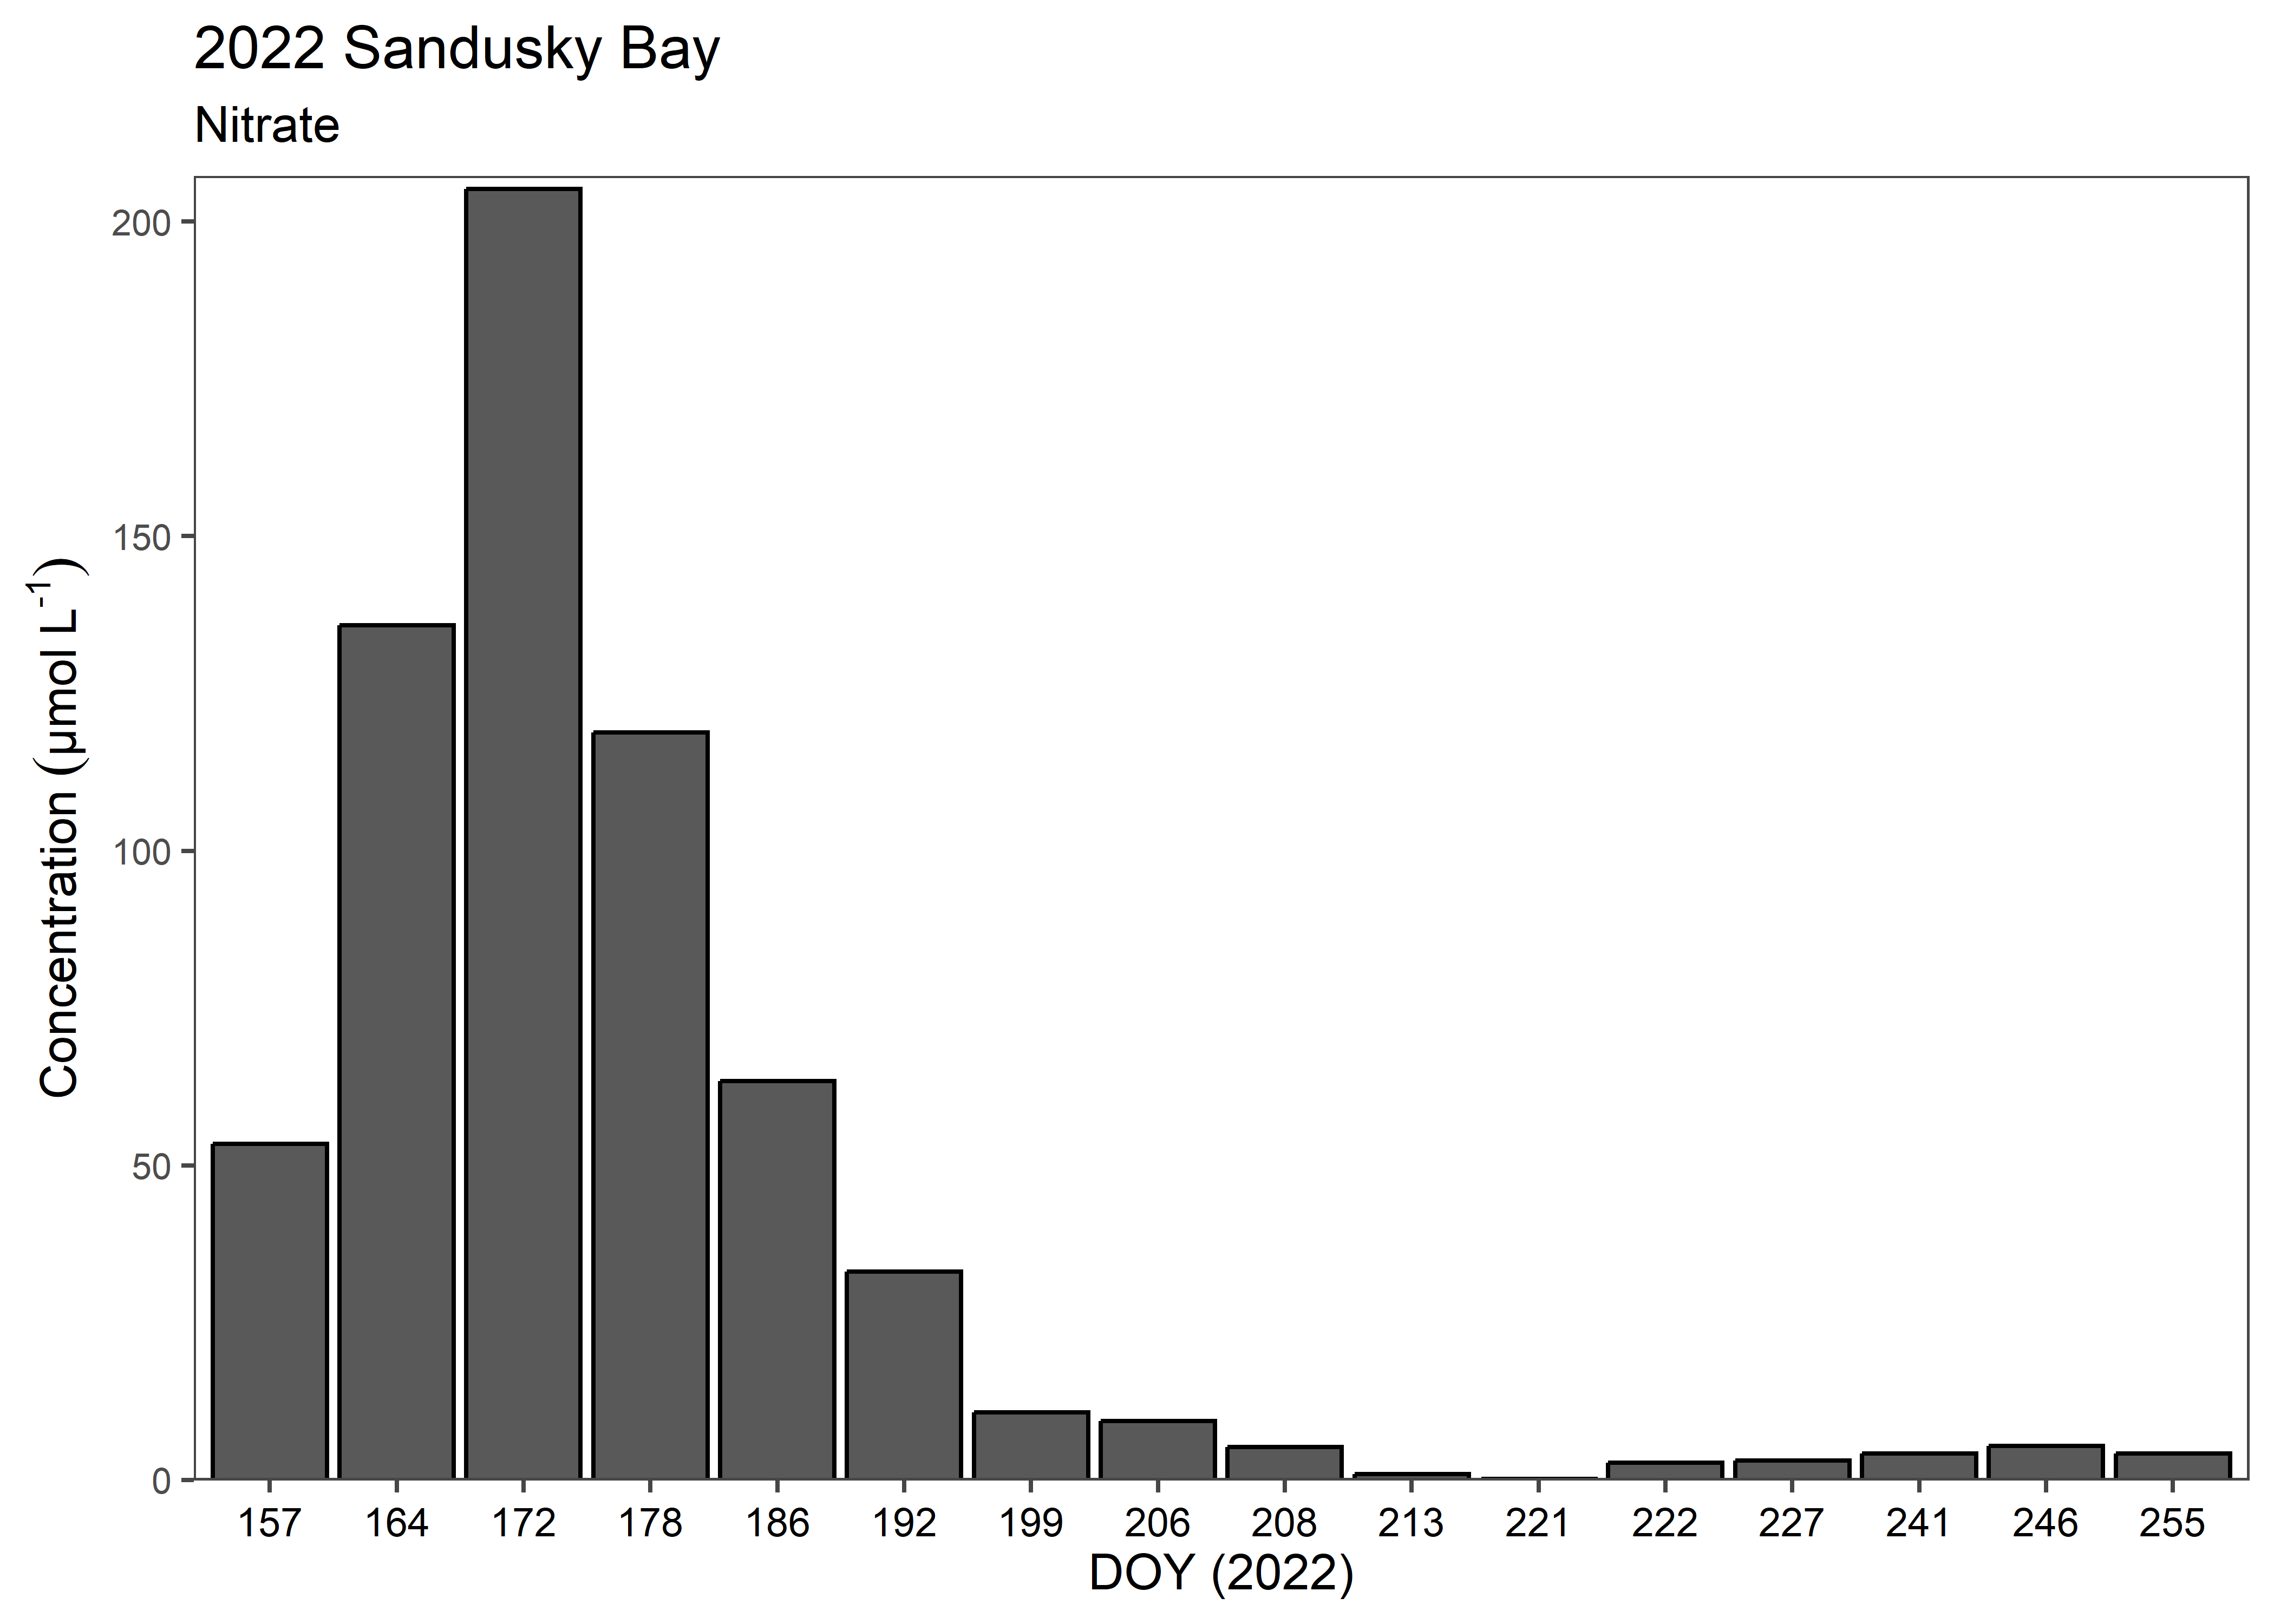 2022 Sandusky Bay
Nitrate
Concentration (µmol L⁻¹)
200
150
100
50
0
157 164 172 178 186 192 199 206 208 213 221 222 227 241 246 255
DOY (2022)